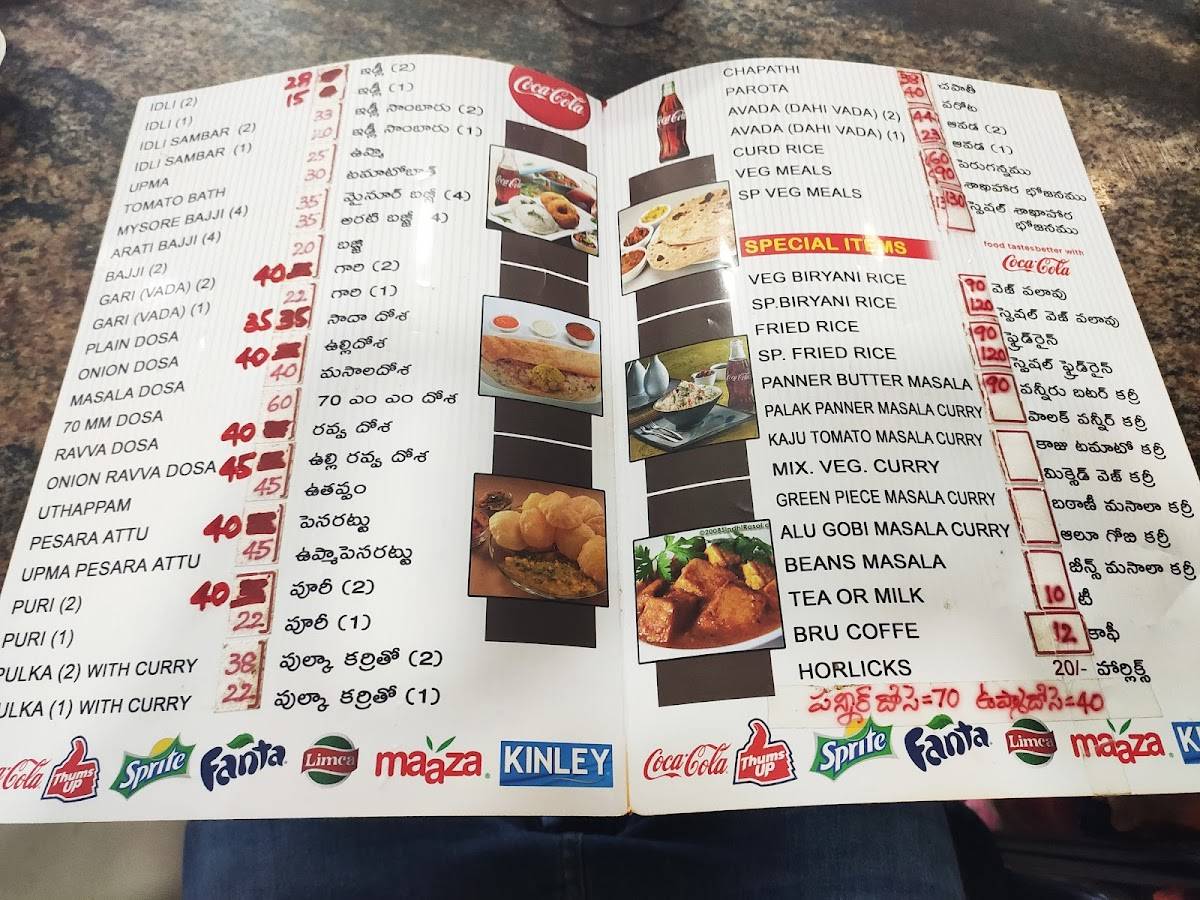 IDLI (2) 28 ఇడ్లీ (2)
IDLI (1) 15 ఇడ్లీ (1)
IDLI SAMBAR (2) 33 ఇడ్లీ సాంబారు (2)
IDLI SAMBAR (1) 20 ఇడ్లీ సాంబారు (1)
UPMA 25 ఉప్మా
TOMATO BATH 30 టమాటోబాత్
MYSORE BAJJI (4) 35 మైసూర్ బజ్జీ (4)
ARATI BAJJI (4) 35 అరటి బజ్జీ (4)
BAJJI (2) 20 బజ్జి
GARI (VADA) (2) 40 గారి (2)
GARI (VADA) (1) 22 గారి (1)
PLAIN DOSA 35 35 సాదా దోశ
ONION DOSA 40 ఉల్లిదోశ
MASALA DOSA 40 మసాలదోశ
70 MM DOSA 60 70 ఎం ఎం దోశ
RAVVA DOSA 40 రవ్వ దోశ
ONION RAVVA DOSA 45 ఉల్లి రవ్వ దోశ
UTHAPPAM 45 ఉతప్పం
PESARA ATTU 40 పెసరట్టు
UPMA PESARA ATTU 45 ఉప్మాపెసరట్టు
PURI (2) 40 పూరీ (2)
PURI (1) 22 పూరీ (1)
PULKA (2) WITH CURRY 38 పుల్కా కర్రితో (2)
ULKA (1) WITH CURRY 22 పుల్కా కర్రితో (1)
Coca-Cola
Coca-Cola Thums UP Sprite Fanta Limca maaza KINLEY
CHAPATHI చపాతీ
PAROTA 40 పరోట
AVADA (DAHI VADA) (2) 44 ఆవడ (2)
AVADA (DAHI VADA) (1) 23 ఆవడ (1)
CURD RICE పెరుగన్నము
VEG MEALS శాఖాహార భోజనము
SP VEG MEALS 130 స్పెషల్ శాఖాహార
భోజనము
SPECIAL ITEMS
food tastesbetter with
Coca-Cola
VEG BIRYANI RICE 90 వెజ్ పలావు
SP.BIRYANI RICE 120 స్పెషల్ వెజ్ పలావు
FRIED RICE 90 ఫ్రైడ్‌రైస్
SP. FRIED RICE 120 స్పెషల్ ఫ్రైడ్‌రైస్
PANNER BUTTER MASALA 90 పన్నీరు బటర్ కర్రీ
PALAK PANNER MASALA CURRY పాలక్ పన్నీర్ కర్రీ
KAJU TOMATO MASALA CURRY కాజు టమాటో కర్రీ
MIX. VEG. CURRY మిక్సెడ్ వెజ్ కర్రీ
GREEN PIECE MASALA CURRY బఠాణీ మసాలా కర్రీ
ALU GOBI MASALA CURRY ఆలూ గోబి కర్రీ
BEANS MASALA బీన్స్ మసాలా కర్రీ
TEA OR MILK 10 టీ
BRU COFFE 12 కాఫీ
HORLICKS 20/- హార్లిక్స్
పన్నీర్ దోసె=70 ఉప్మాదోసె=40
Coca-Cola Thums UP Sprite Fanta Limca maaza